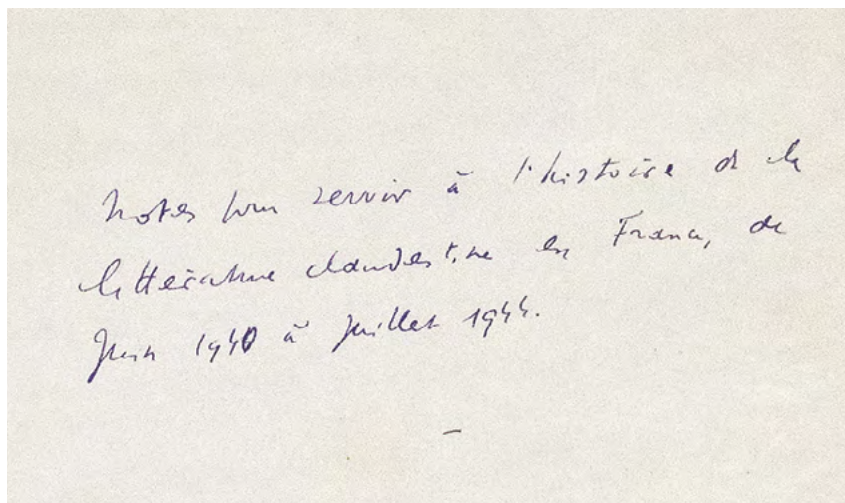 Notes pour servir à l'histoire de la
littérature clandestine en France, de
Juin 1940 à Juillet 1944.